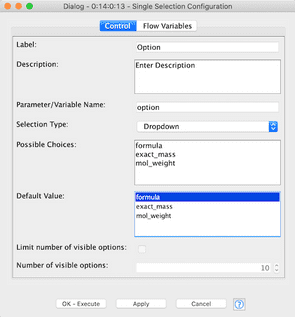 Dialog - 0:14:0:13 - Single Selection Configuration
Control Flow Variables
Label: Option
Description: Enter Description
Parameter/Variable Name: option
Selection Type: Dropdown
Possible Choices: formula
exact_mass
mol_weight
Default Value: formula
exact_mass
mol_weight
Limit number of visible options:
Number of visible options: 10
OK - Execute Apply Cancel ?